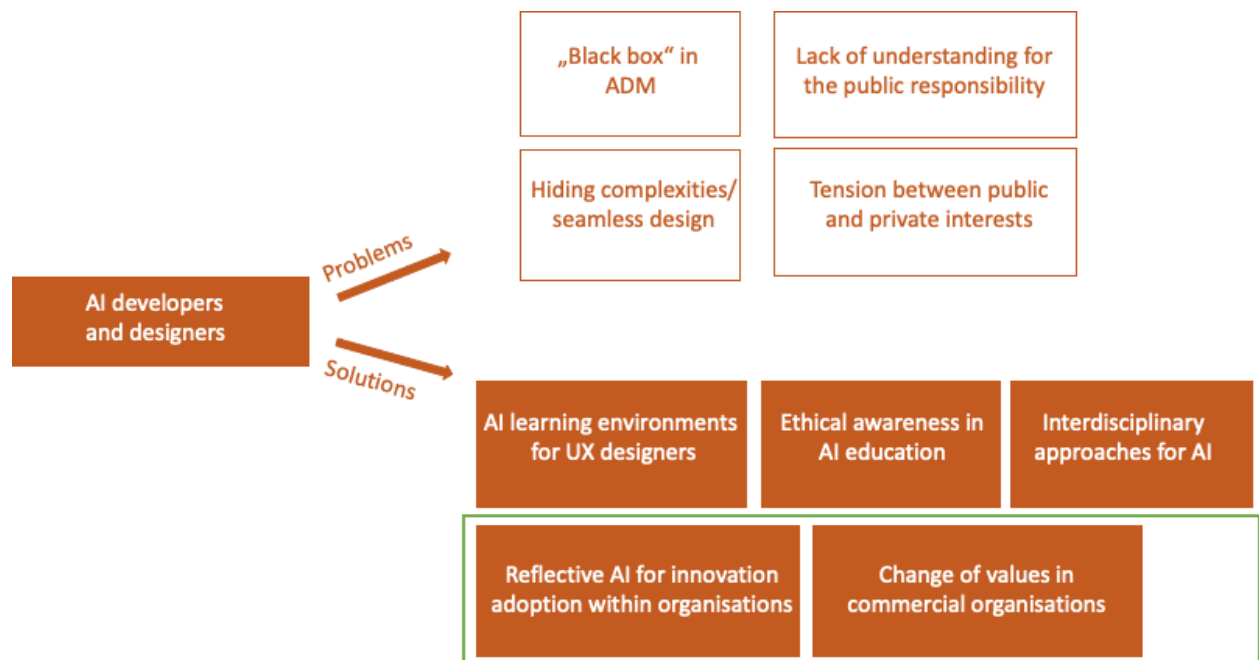 „Black box“ in
ADM
Lack of understanding for
the public responsibility
Hiding complexities/
seamless design
Tension between public
and private interests
Problems
AI developers
and designers
Solutions
AI learning environments
for UX designers
Ethical awareness in
AI education
Interdisciplinary
approaches for AI
Reflective AI for innovation
adoption within organisations
Change of values in
commercial organisations